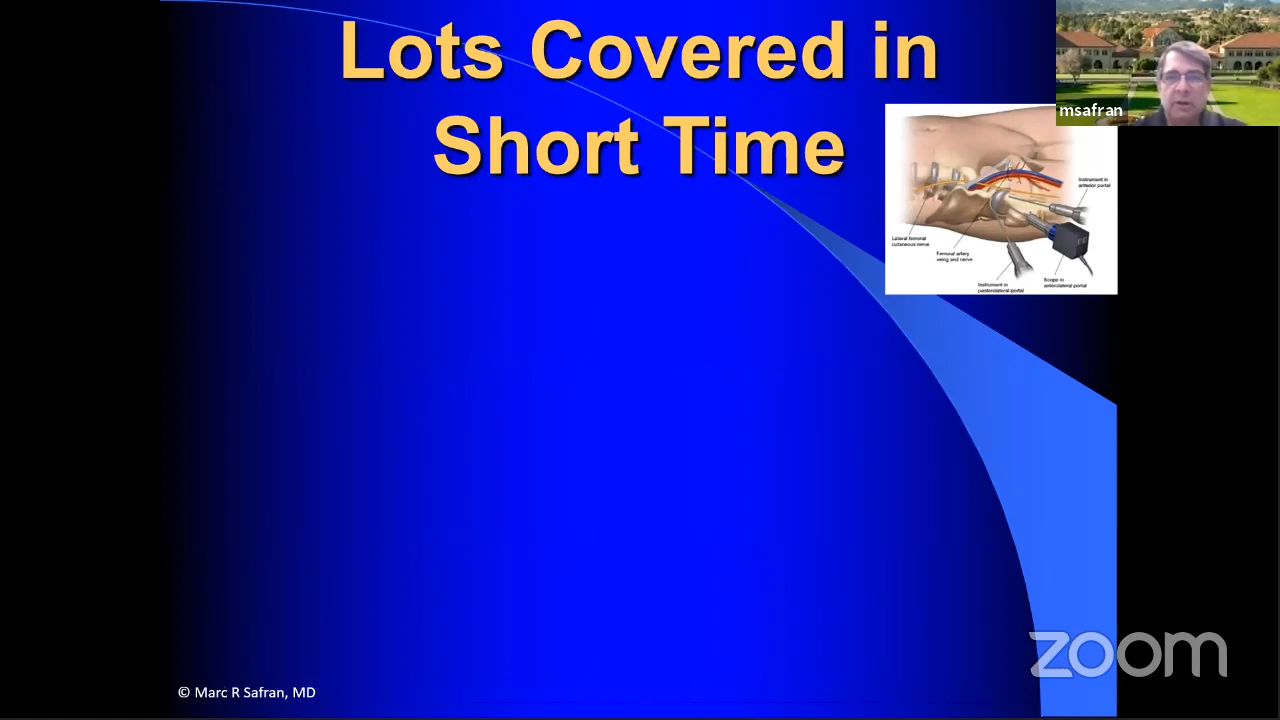 Lots Covered in
Short Time
msafran
Instrument in
anterior portal
Lateral femoral
cutaneous nerve
Femoral artery
veing and nerve
Instrument in
posterolateral portal
Scope in
anterolateral portal
© Marc R Safran, MD
zoom